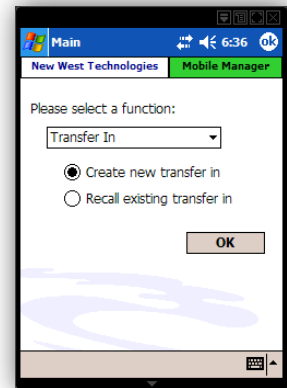 Main 6:36 ok
New West Technologies Mobile Manager
Please select a function:
Transfer In
Create new transfer in
Recall existing transfer in
OK